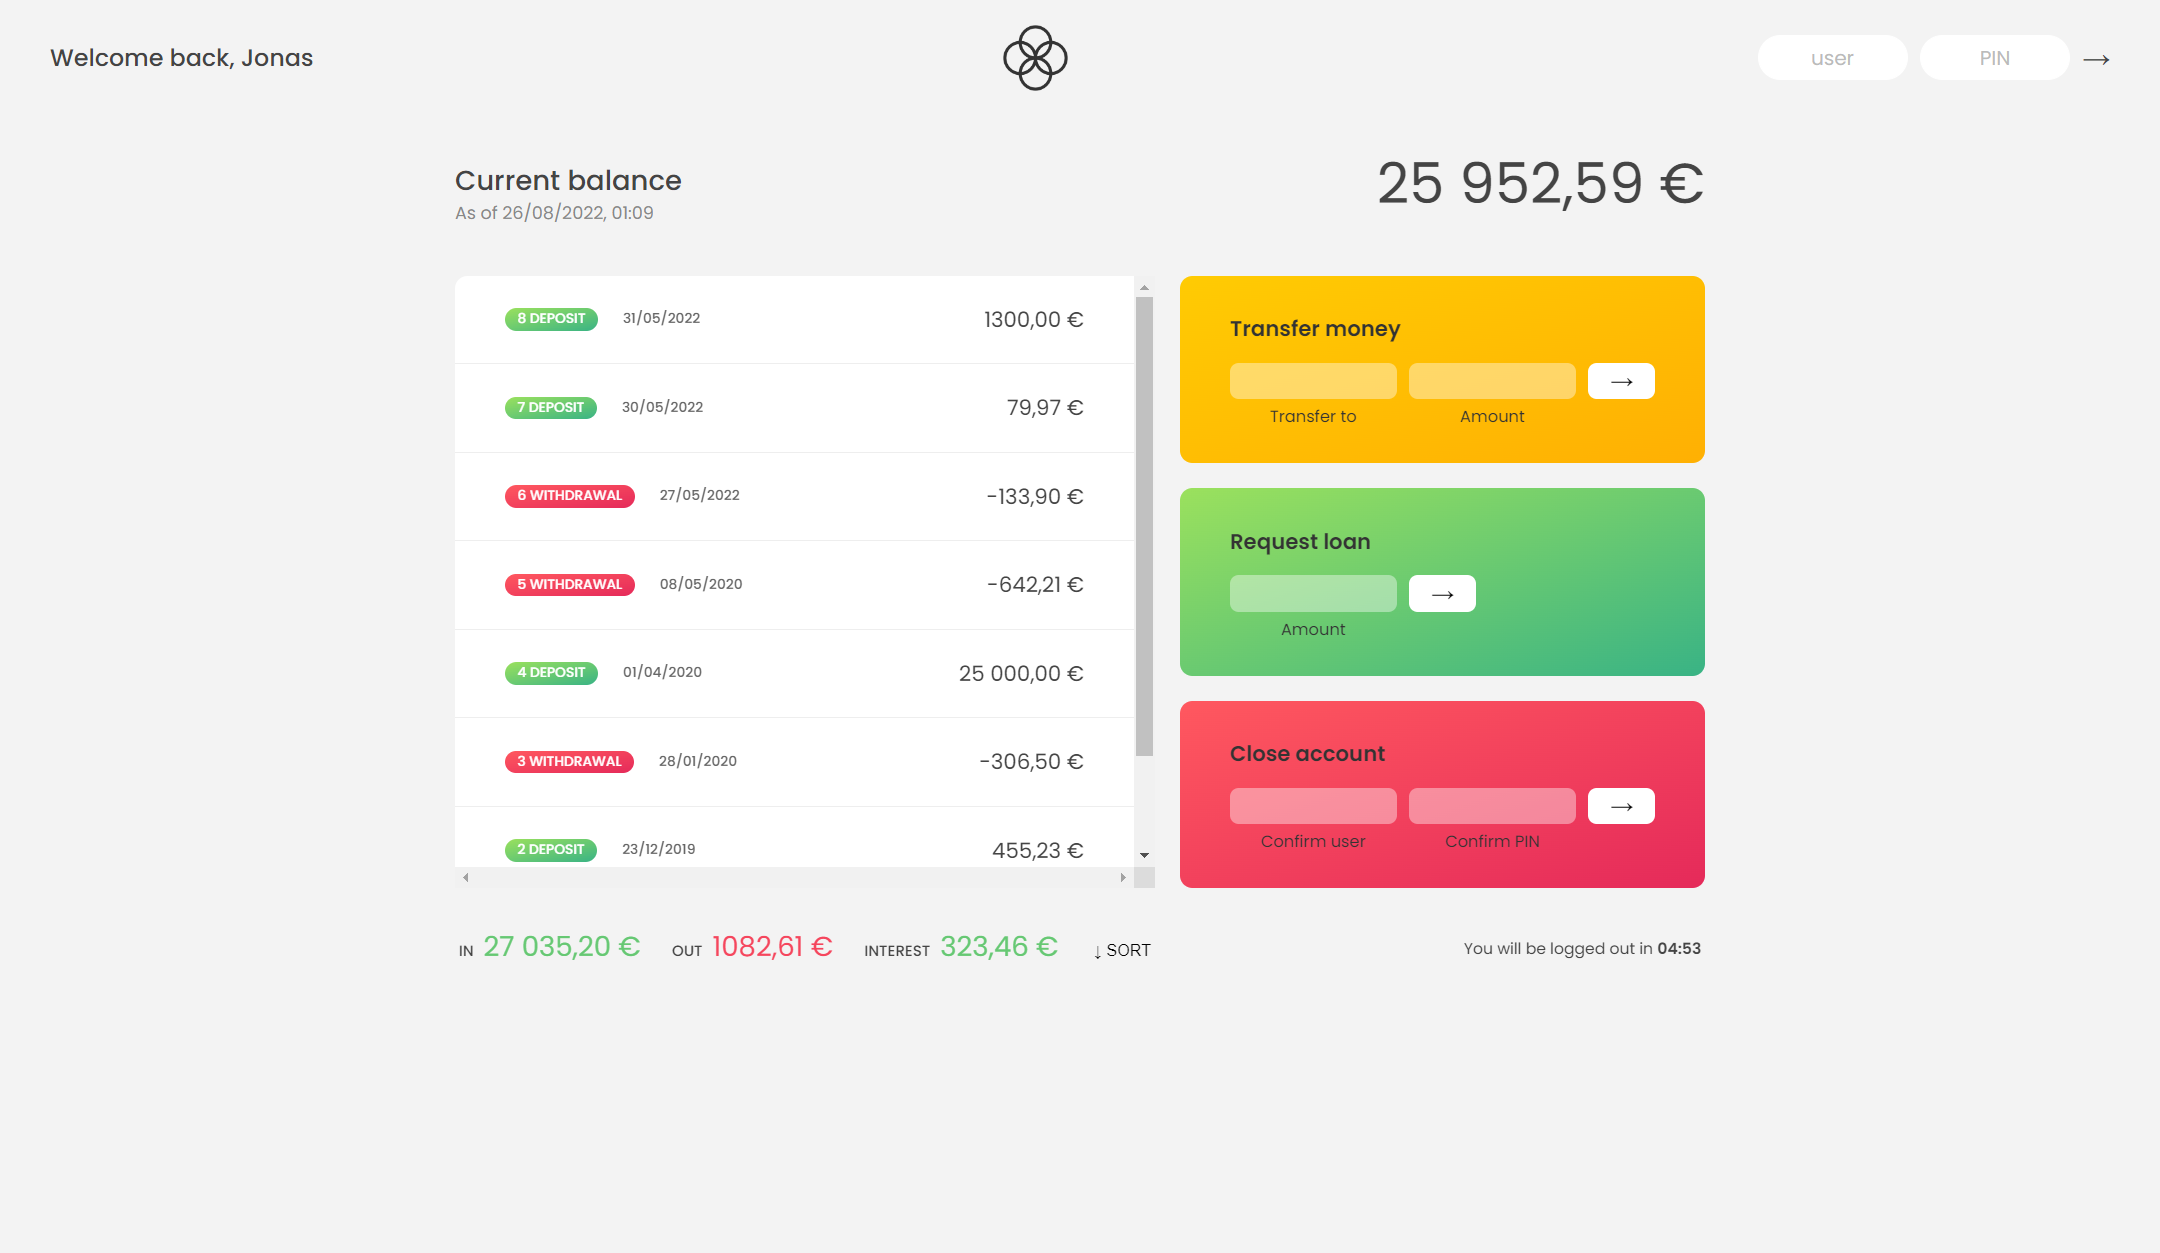 Welcome back, Jonas
user
PIN
→
Current balance
As of 26/08/2022, 01:09
25 952,59 €
8 DEPOSIT 31/05/2022 1300,00 €
7 DEPOSIT 30/05/2022 79,97 €
6 WITHDRAWAL 27/05/2022 -133,90 €
5 WITHDRAWAL 08/05/2020 -642,21 €
4 DEPOSIT 01/04/2020 25 000,00 €
3 WITHDRAWAL 28/01/2020 -306,50 €
2 DEPOSIT 23/12/2019 455,23 €
Transfer money
→
Transfer to Amount
Request loan
→
Amount
Close account
→
Confirm user Confirm PIN
IN 27 035,20 € OUT 1082,61 € INTEREST 323,46 € ↓ SORT
You will be logged out in 04:53